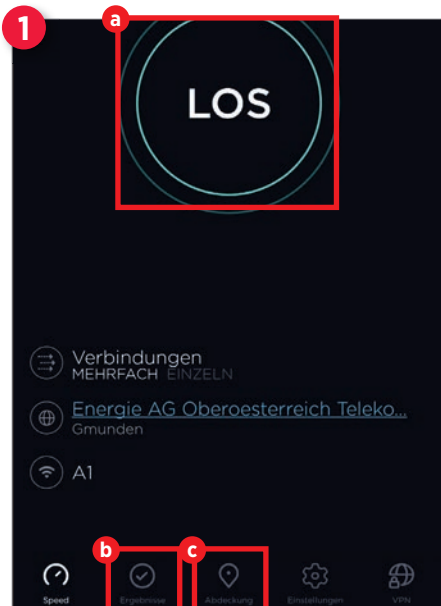 1
a
LOS
Verbindungen
MEHRFACH EINZELN
Energie AG Oberoesterreich Teleko...
Gmunden
A1
b
c
Speed
Ergebnisse
Abdeckung
Einstellungen
VPN